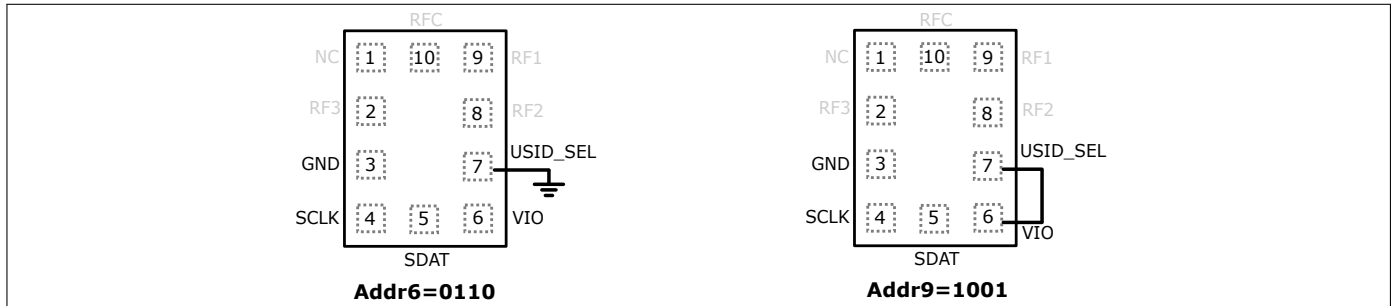 RFC RFC
NC 1 10 9 RF1 NC 1 10 9 RF1
RF3 2 8 RF2 RF3 2 8 RF2
GND 3 7 USID_SEL GND 3 7 USID_SEL
SCLK 4 5 6 VIO SCLK 4 5 6 VIO
SDAT SDAT
Addr6=0110 Addr9=1001